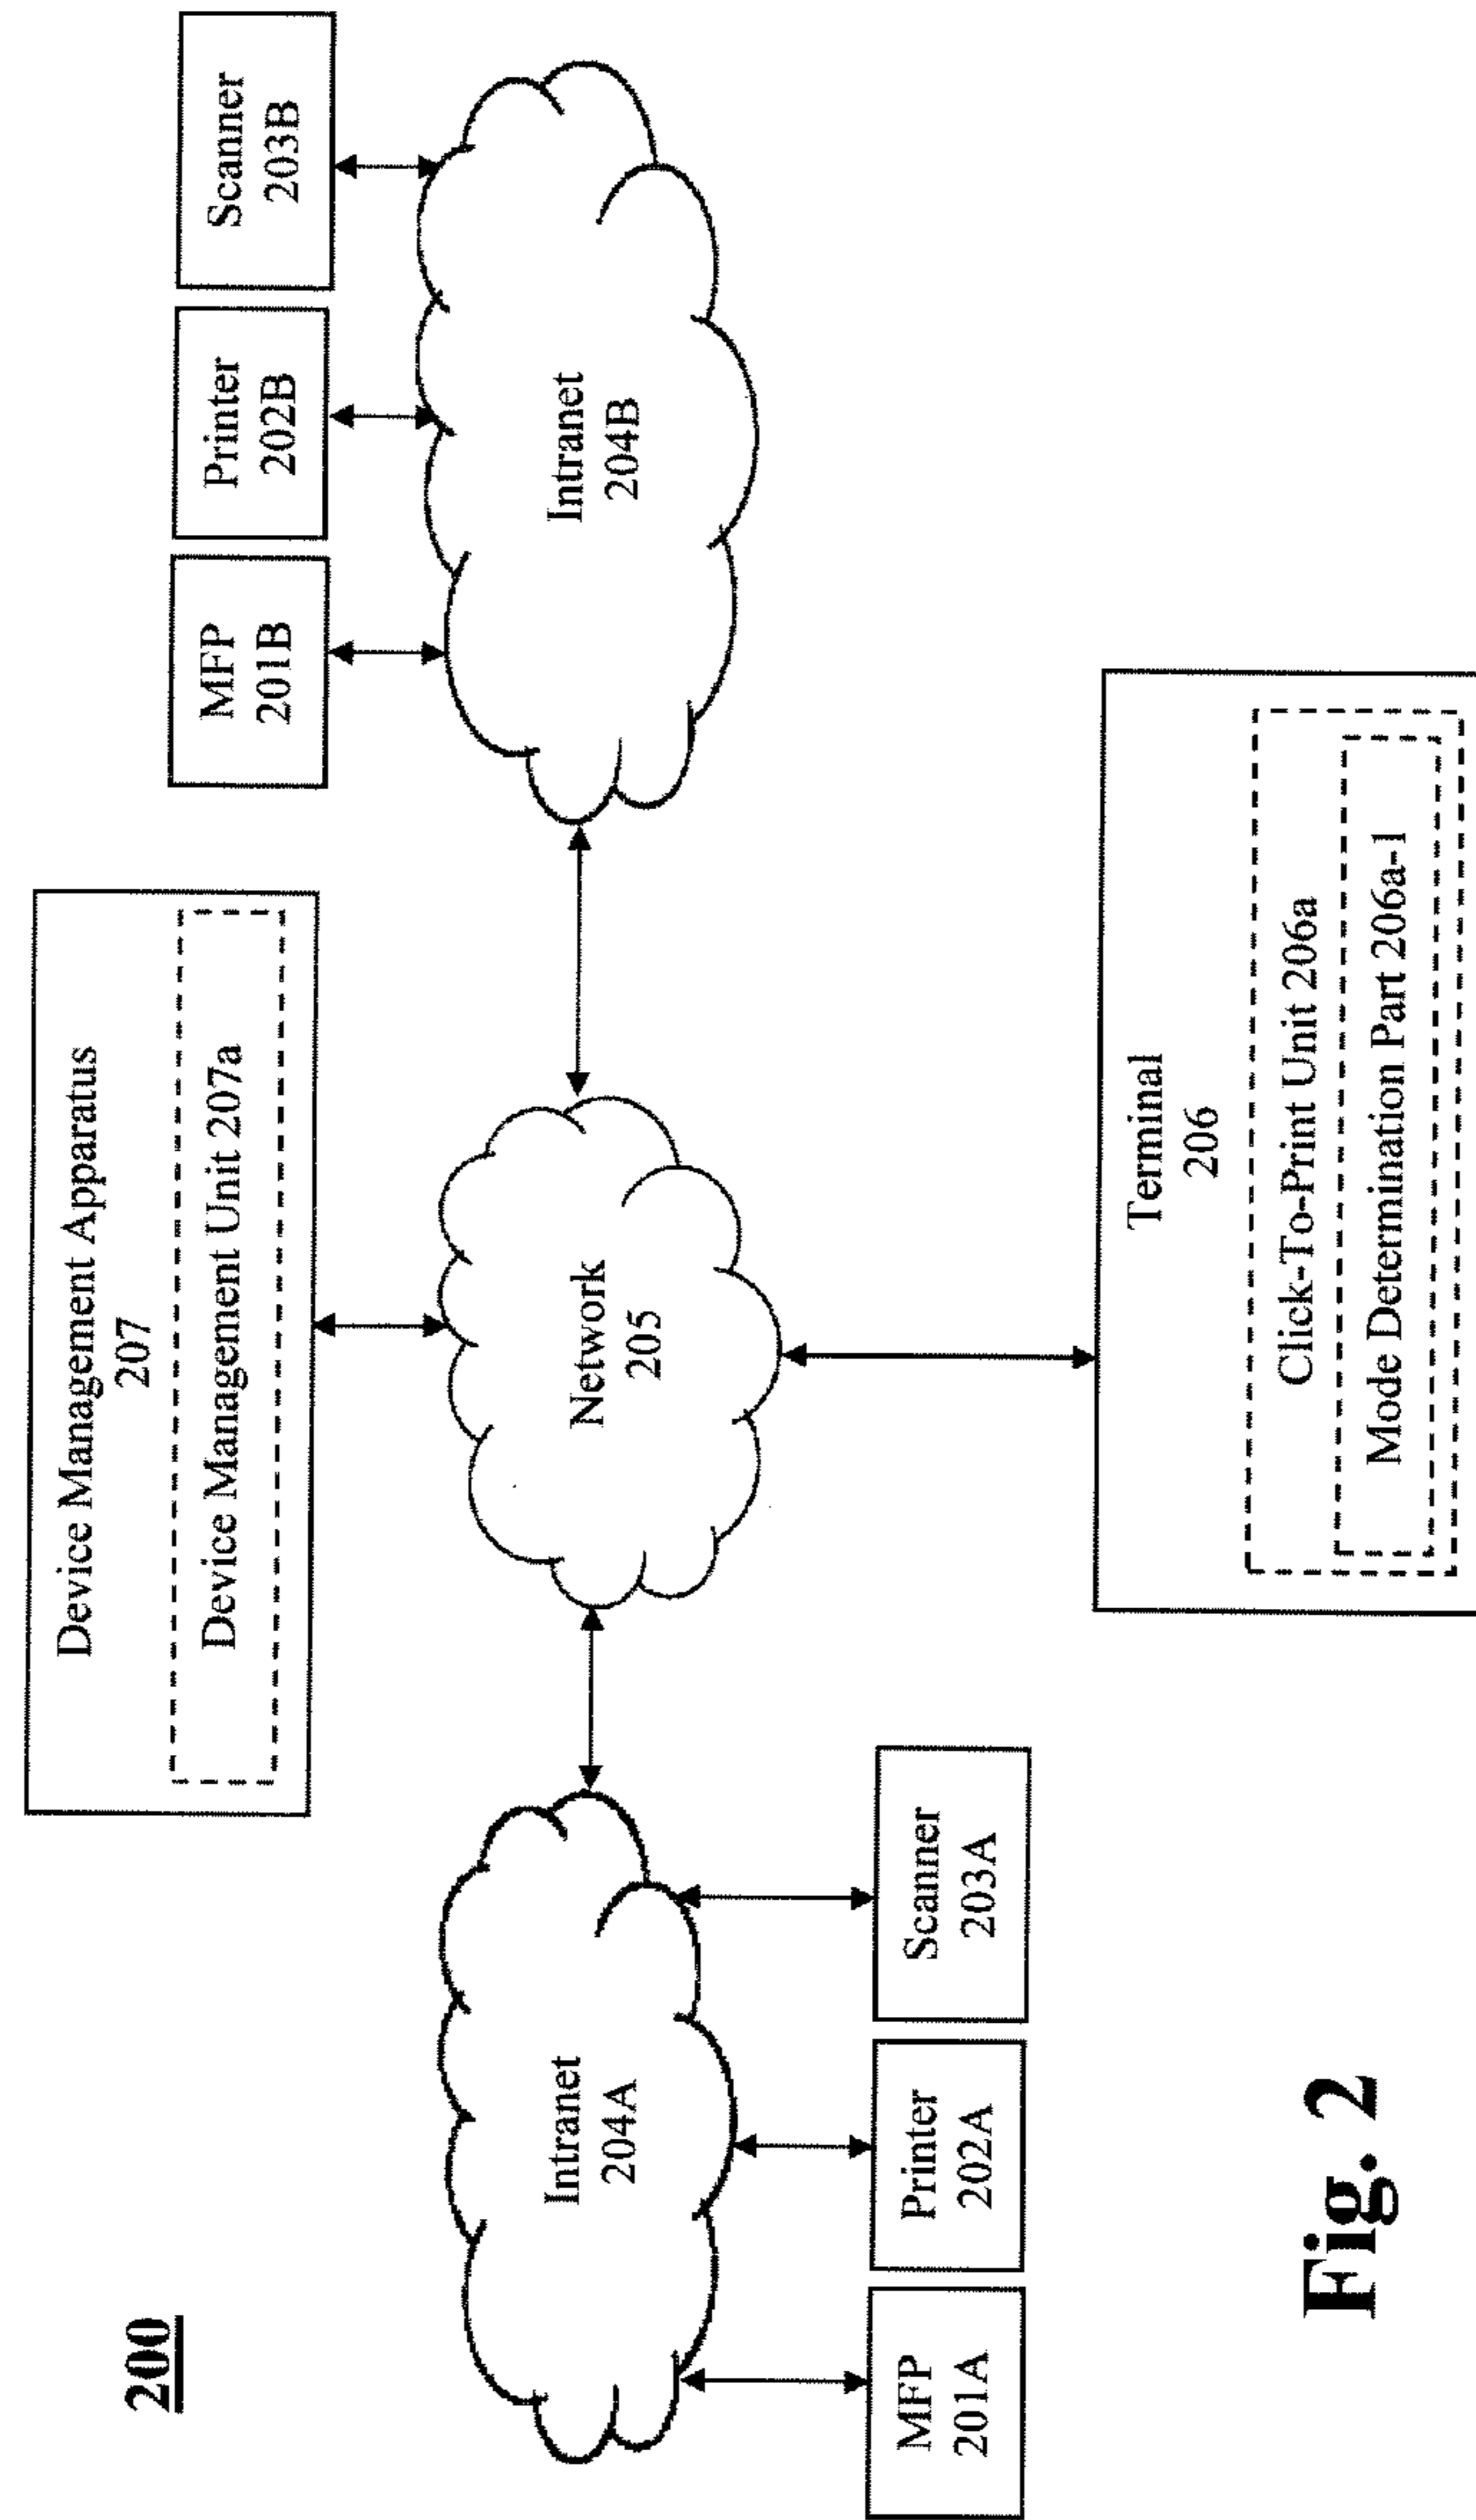 200
Device Management Apparatus
207
Device Management Unit 207a
MFP
201B
Printer
202B
Scanner
203B
Intranet
204A
Network
205
Intranet
204B
MFP
201A
Printer
202A
Scanner
203A
Terminal
206
Click-To-Print Unit 206a
Mode Determination Part 206a-1
Fig. 2